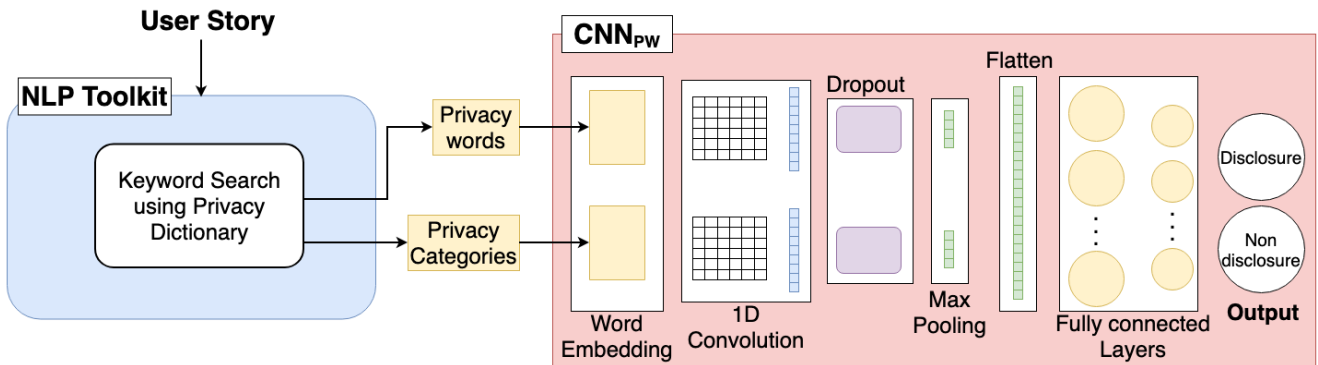 User Story
NLP Toolkit
Keyword Search
using Privacy
Dictionary
Privacy
words
Privacy
Categories
CNNPW
Word
Embedding
1D
Convolution
Dropout
Max
Pooling
Flatten
Fully connected
Layers
Disclosure
Non
disclosure
Output